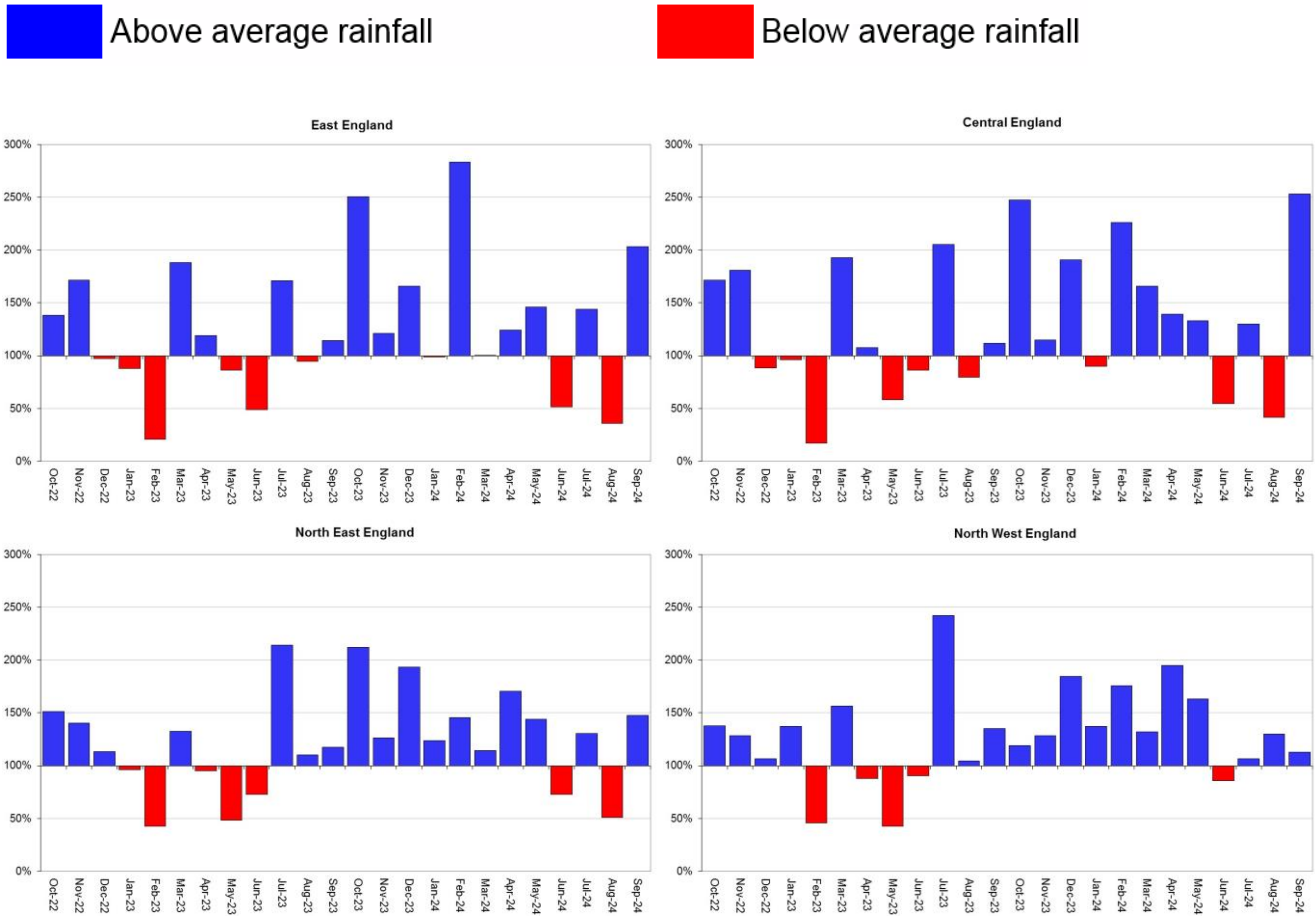 Above average rainfall
Below average rainfall
East England
300%
250%
200%
150%
100%
50%
0%
Oct-22
Nov-22
Dec-22
Jan-23
Feb-23
Mar-23
Apr-23
May-23
Jun-23
Jul-23
Aug-23
Sep-23
Oct-23
Nov-23
Dec-23
Jan-24
Feb-24
Mar-24
Apr-24
May-24
Jun-24
Jul-24
Aug-24
Sep-24
Central England
300%
250%
200%
150%
100%
50%
0%
Oct-22
Nov-22
Dec-22
Jan-23
Feb-23
Mar-23
Apr-23
May-23
Jun-23
Jul-23
Aug-23
Sep-23
Oct-23
Nov-23
Dec-23
Jan-24
Feb-24
Mar-24
Apr-24
May-24
Jun-24
Jul-24
Aug-24
Sep-24
North East England
300%
250%
200%
150%
100%
50%
0%
Oct-22
Nov-22
Dec-22
Jan-23
Feb-23
Mar-23
Apr-23
May-23
Jun-23
Jul-23
Aug-23
Sep-23
Oct-23
Nov-23
Dec-23
Jan-24
Feb-24
Mar-24
Apr-24
May-24
Jun-24
Jul-24
Aug-24
Sep-24
North West England
300%
250%
200%
150%
100%
50%
0%
Oct-22
Nov-22
Dec-22
Jan-23
Feb-23
Mar-23
Apr-23
May-23
Jun-23
Jul-23
Aug-23
Sep-23
Oct-23
Nov-23
Dec-23
Jan-24
Feb-24
Mar-24
Apr-24
May-24
Jun-24
Jul-24
Aug-24
Sep-24